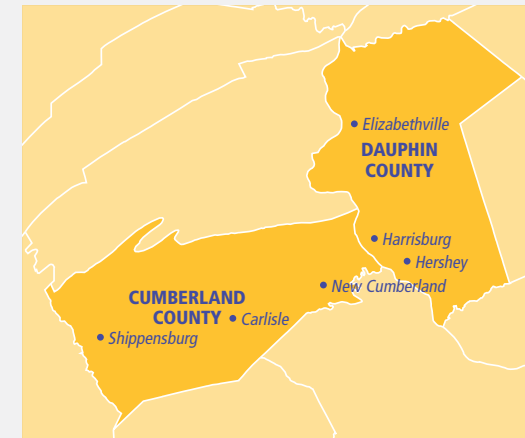 Elizabethville
DAUPHIN
COUNTY
Harrisburg
Hershey
New Cumberland
CUMBERLAND
COUNTY
Carlisle
Shippensburg